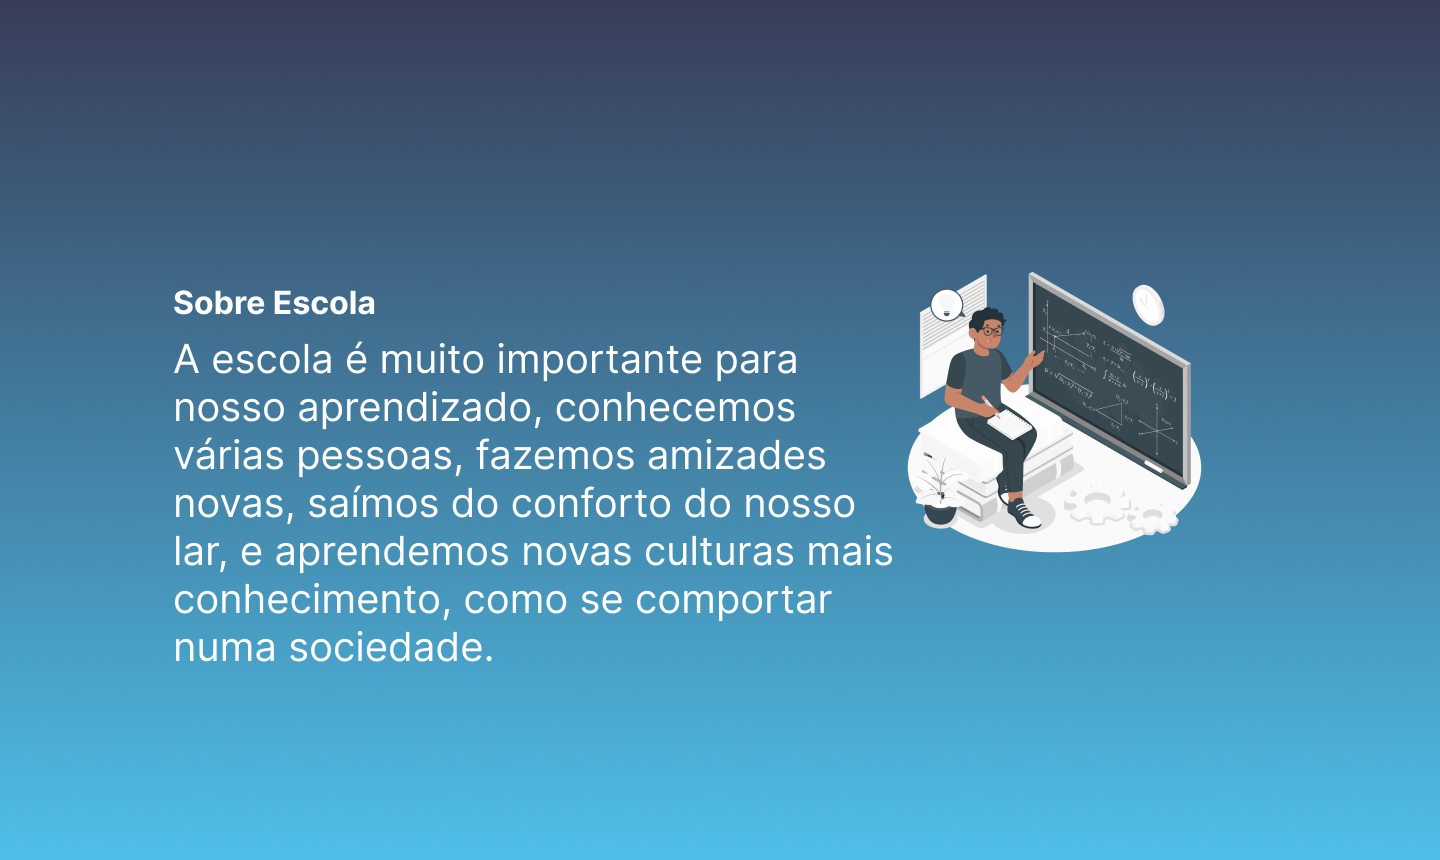 Sobre Escola
A escola é muito importante para
nosso aprendizado, conhecemos
várias pessoas, fazemos amizades
novas, saímos do conforto do nosso
lar, e aprendemos novas culturas mais
conhecimento, como se comportar
numa sociedade.